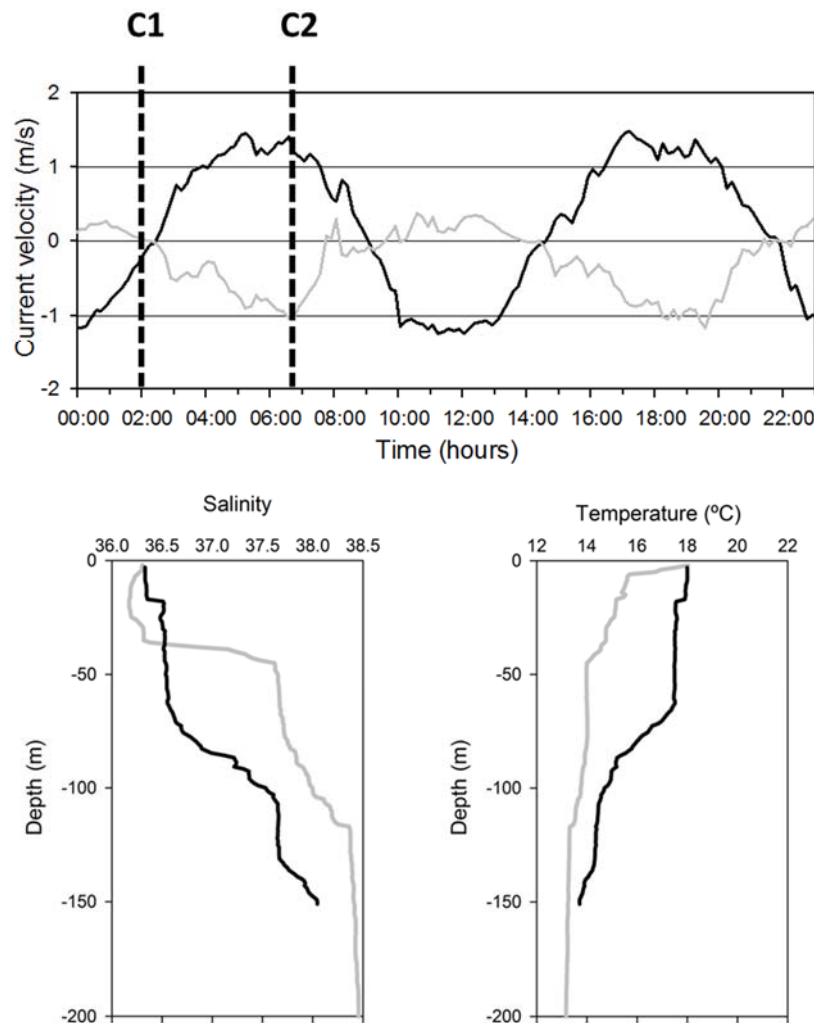 C1 C2
Current velocity (m/s)
2
1
0
-1
-2
00:00 02:00 04:00 06:00 08:00 10:00 12:00 14:00 16:00 18:00 20:00 22:00
Time (hours)
Salinity
36.0 36.5 37.0 37.5 38.0 38.5
Depth (m)
0
-50
-100
-150
-200
Temperature (ºC)
12 14 16 18 20 22
Depth (m)
0
-50
-100
-150
-200